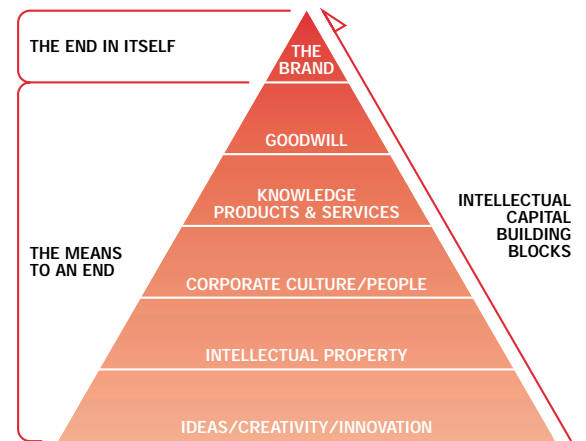 THE END IN ITSELF
THE
BRAND
GOODWILL
KNOWLEDGE
PRODUCTS & SERVICES
INTELLECTUAL
CAPITAL
BUILDING
BLOCKS
THE MEANS
TO AN END
CORPORATE CULTURE/PEOPLE
INTELLECTUAL PROPERTY
IDEAS/CREATIVITY/INNOVATION